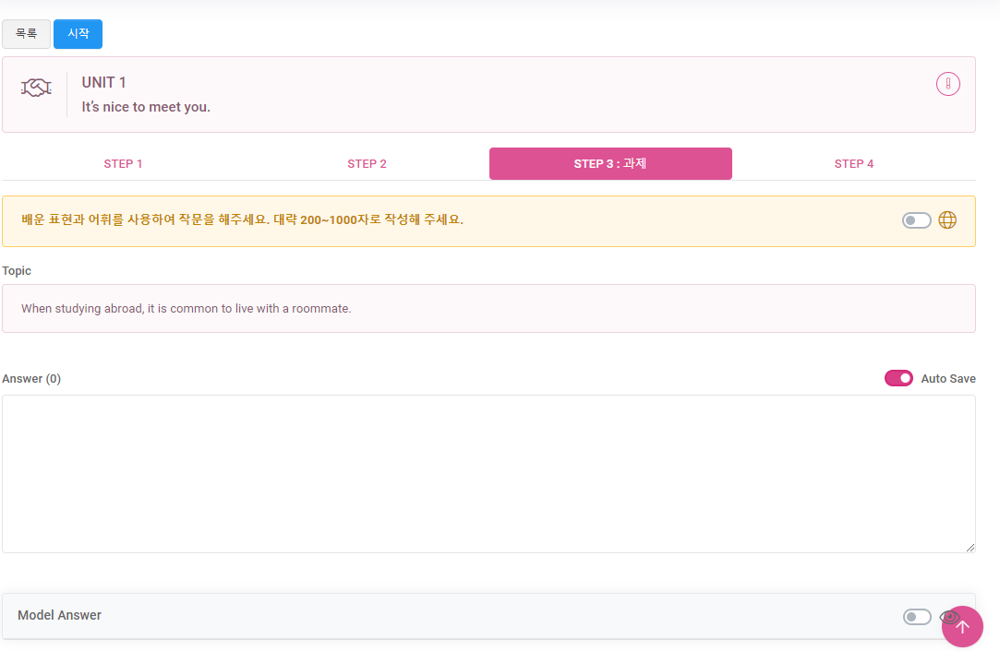 목록 시작
UNIT 1
It's nice to meet you.
STEP 1 STEP 2 STEP 3 : 과제 STEP 4
배운 표현과 어휘를 사용하여 작문을 해주세요. 대략 200~1000자로 작성해 주세요.
Topic
When studying abroad, it is common to live with a roommate.
Answer (0) Auto Save
Model Answer